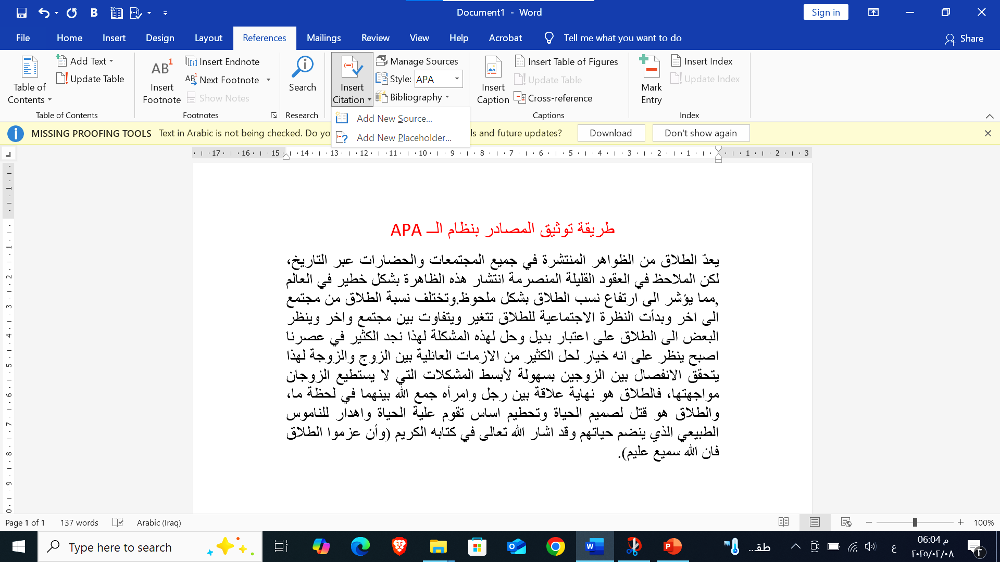 Document1 - Word
Sign in
File Home Insert Design Layout References Mailings Review View Help Acrobat Tell me what you want to do Share
Table of Contents
Add Text
Update Table
Table of Contents
AB1
Insert Footnote
Insert Endnote
Next Footnote
Show Notes
Footnotes
Search
Research
Insert Citation
Manage Sources
Style: APA
Bibliography
Add New Source...
Add New Placeholder...
Insert Caption
Insert Table of Figures
Update Table
Cross-reference
Captions
Mark Entry
Insert Index
Update Index
Index
MISSING PROOFING TOOLS Text in Arabic is not being checked. Do yo
ls and future updates? Download Don't show again
17 16 15 14 13 12 11 10 9 8 7 6 5 4 3 2 1 1 2 3
طريقة توثيق المصادر بنظام الـــ APA
يعدّ الطلاق من الظواهر المنتشرة في جميع المجتمعات والحضارات عبر التاريخ،
لكن الملاحظ في العقود القليلة المنصرمة انتشار هذه الظاهرة بشكل خطير في العالم
,مما يؤشر الى ارتفاع نسب الطلاق بشكل ملحوظ.وتختلف نسبة الطلاق من مجتمع
الى اخر وبدأت النظرة الاجتماعية للطلاق تتغير ويتفاوت بين مجتمع واخر وينظر
البعض الى الطلاق على اعتبار بديل وحل لهذه المشكلة لهذا نجد الكثير في عصرنا
اصبح ينظر على انه خيار لحل الكثير من الازمات العائلية بين الزوج والزوجة لهذا
يتحقق الانفصال بين الزوجين بسهولة لأبسط المشكلات التي لا يستطيع الزوجان
مواجهتها، فالطلاق هو نهاية علاقة بين رجل وامرأه جمع الله بينهما في لحظة ما،
والطلاق هو قتل لصميم الحياة وتحطيم اساس تقوم علية الحياة واهدار للناموس
الطبيعي الذي ينضم حياتهم وقد اشار الله تعالى في كتابه الكريم (وأن عزموا الطلاق
فان الله سميع عليم).
1
1
2
3
4
5
6
7
8
9
Page 1 of 1 137 words Arabic (Iraq)
100%
Type here to search
طقـ...
ع
06:04 م
٢٠٢٥/٠٢/٠٨
٢